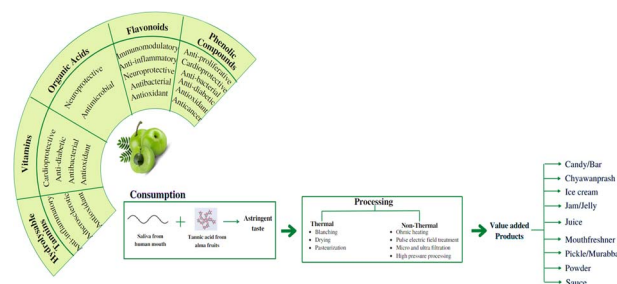 Hydrolysable
Tannins
Anti inflammatory
Atherosclerotic
Antioxidant
Vitamins
Cardioprotective
Anti-diabetic
Antibacterial
Antioxidant
Organic Acids
Neuroprotective
Antimicrobial
Flavonoids
Immunomodulatory
Anti-inflammatory
Neuroprotective
Antibacterial
Antioxidant
Phenolic
Compounds
Anti-proliferative
Cardioprotective
Anti-bacterial
Anti-diabetic
Antioxidant
Anticancer
Consumption
Saliva from
human mouth
+
Tannic acid from
alma fruits
Astringent
taste
Processing
Thermal
• Blanching
• Drying
• Pasteurization
Non-Thermal
• Ohmic heating
• Pulse electric field treatment
• Micro and ultra filtration
• High pressure processing
Value added
Products
Candy/Bar
Chyawanprash
Ice cream
Jam/Jelly
Juice
Mouthfreshner
Pickle/Murabba
Powder
Sauce